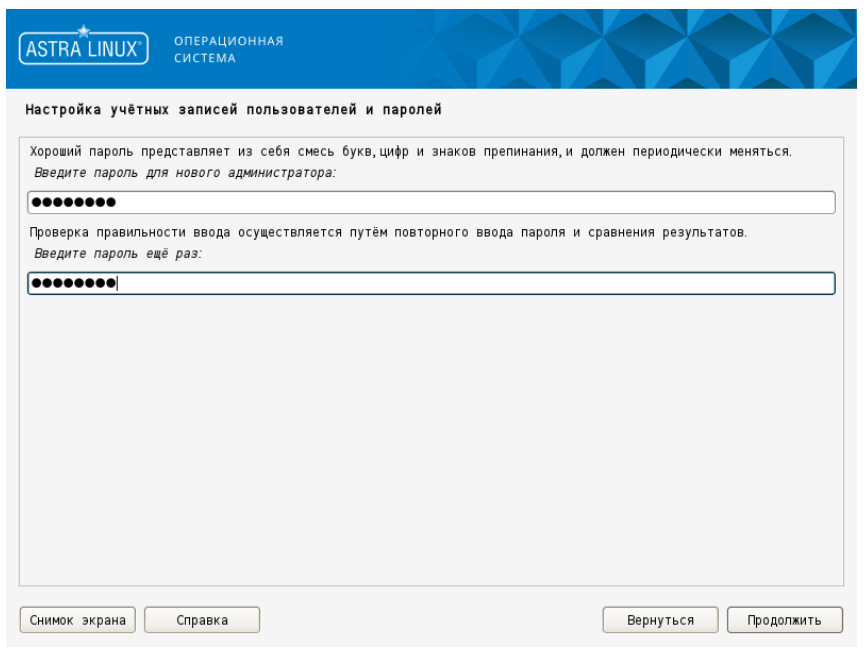 ASTRA LINUX®
ОПЕРАЦИОННАЯ
СИСТЕМА
Настройка учётных записей пользователей и паролей
Хороший пароль представляет из себя смесь букв, цифр и знаков препинания, и должен периодически меняться.
Введите пароль для нового администратора:
●●●●●●●●
Проверка правильности ввода осуществляется путём повторного ввода пароля и сравнения результатов.
Введите пароль ещё раз:
●●●●●●●●
Снимок экрана Справка Вернуться Продолжить